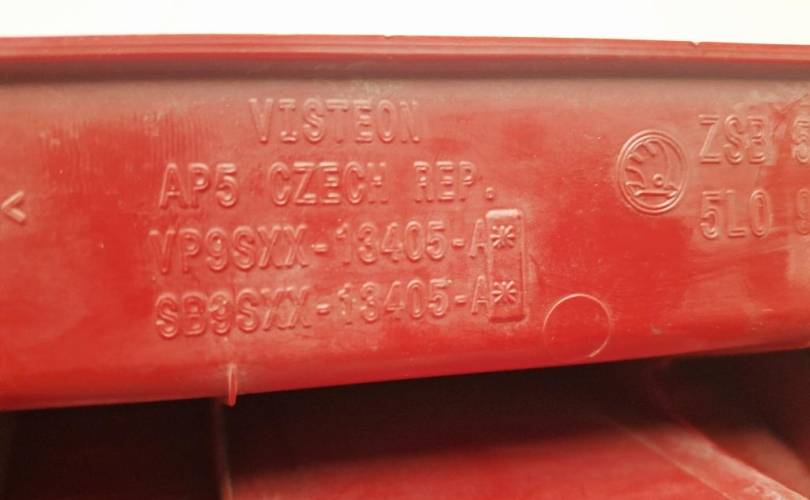 VISTEON
AP5 CZECH REP.
VP9SXX-13405-A*
SB9SXX-13405-A*
ZSB
5L0